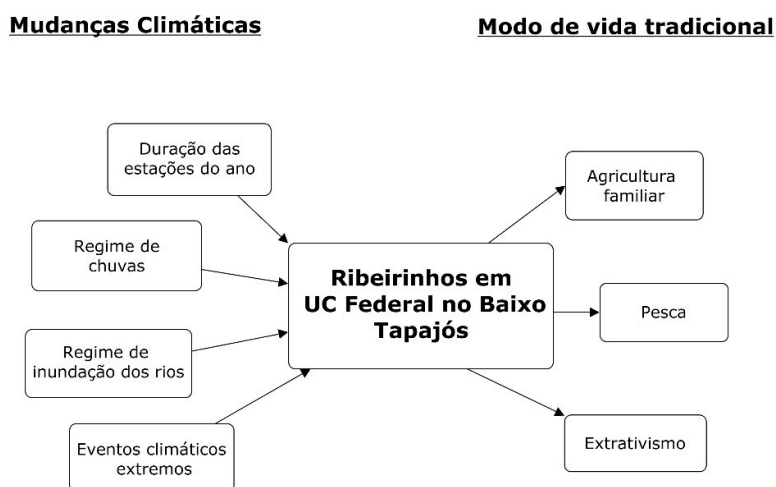 Mudanças Climáticas
Modo de vida tradicional
Duração das
estações do ano
Regime de
chuvas
Regime de
inundação dos rios
Eventos climáticos
extremos
Ribeirinhos em
UC Federal no Baixo
Tapajós
Agricultura
familiar
Pesca
Extrativismo